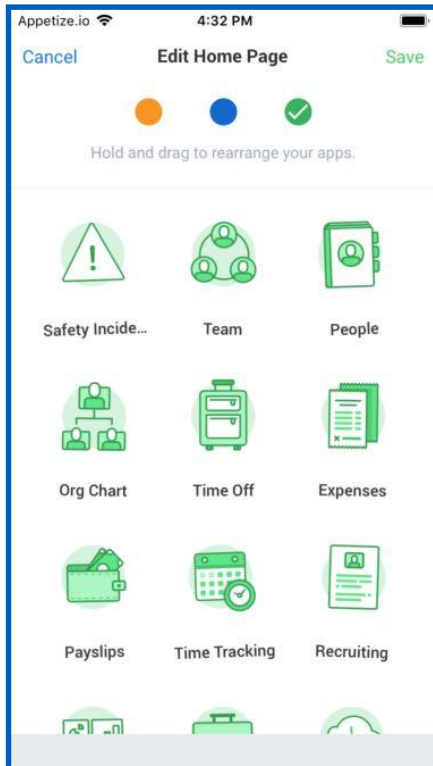 Appetize.io 4:32 PM
Cancel Edit Home Page Save
Hold and drag to rearrange your apps.
Safety Incide... Team People
Org Chart Time Off Expenses
Payslips Time Tracking Recruiting